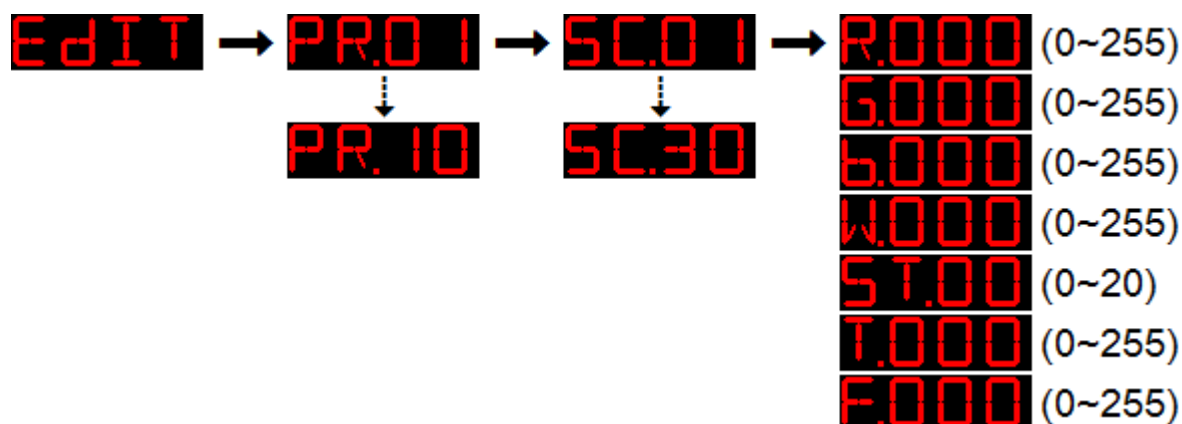 EdIT PR.01 SC.01 R.000 (0~255)
G.000 (0~255)
PR.10 SC.30 b.000 (0~255)
W.000 (0~255)
ST.00 (0~20)
T.000 (0~255)
F.000 (0~255)